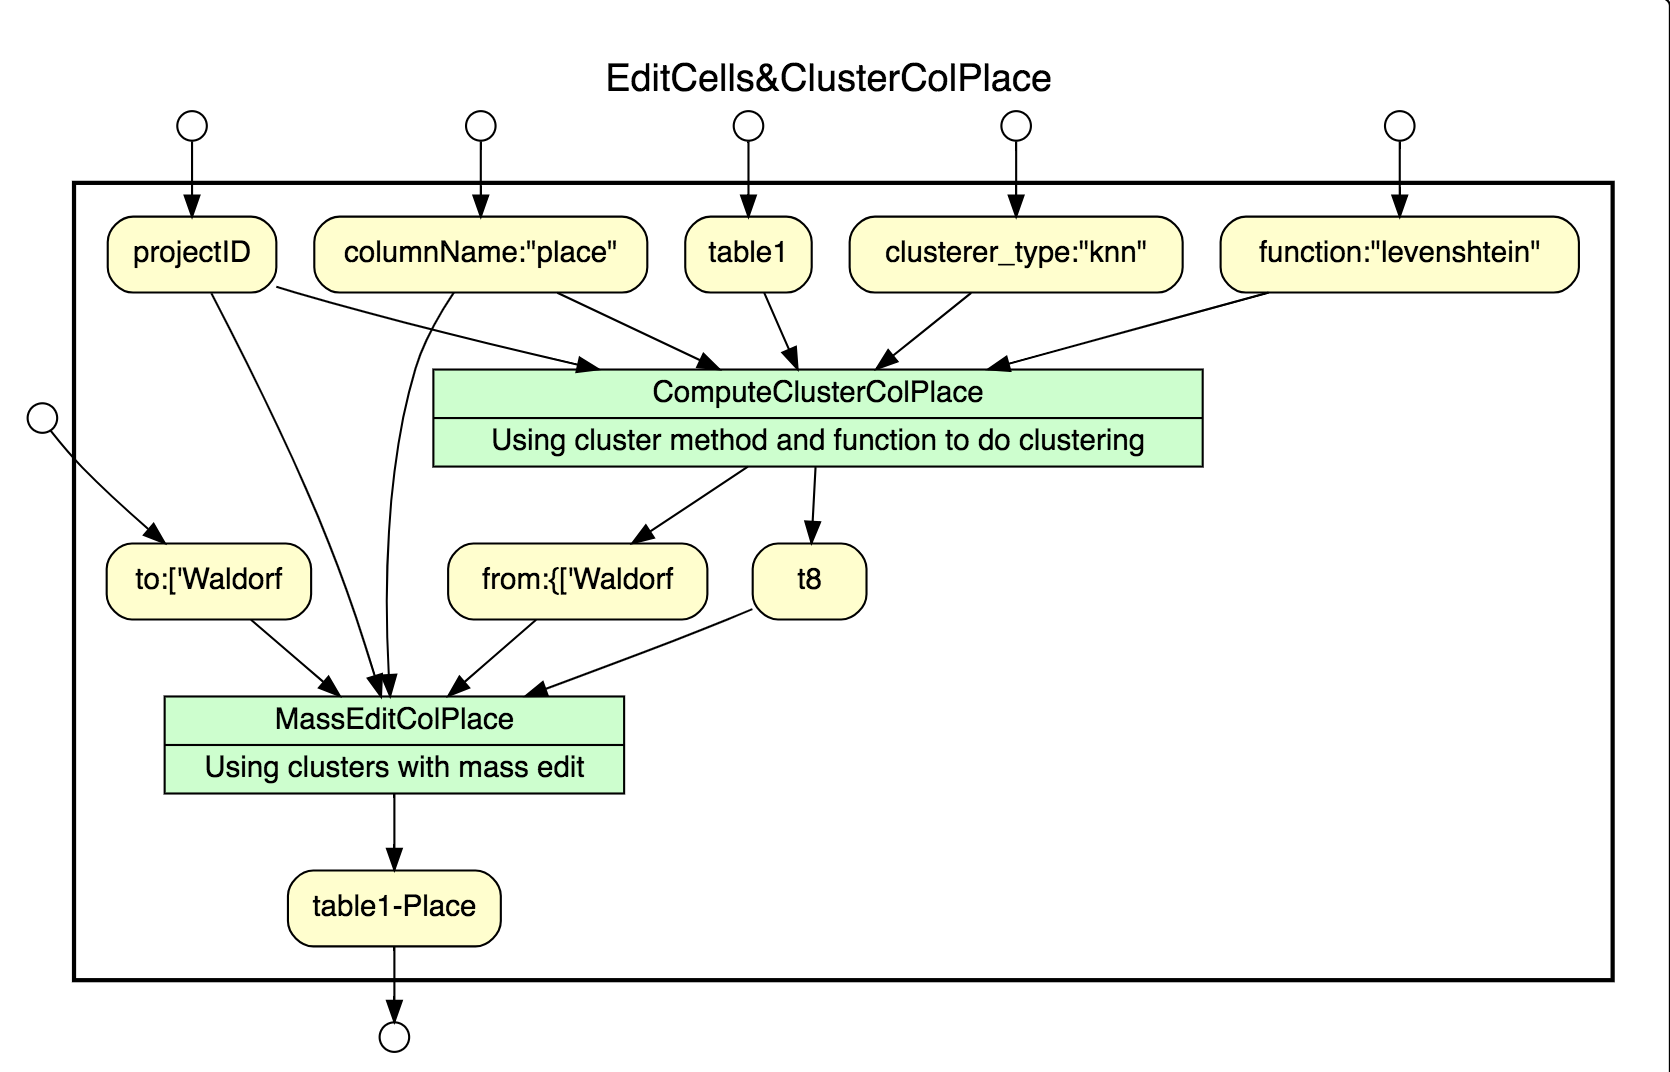 EditCells&ClusterColPlace
projectID
columnName:"place"
table1
clusterer_type:"knn"
function:"levenshtein"
ComputeClusterColPlace
Using cluster method and function to do clustering
to:['Waldorf
from:{['Waldorf
t8
MassEditColPlace
Using clusters with mass edit
table1-Place